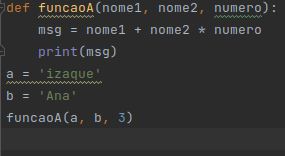 def funcaoA(nome1, nome2, numero):
    msg = nome1 + nome2 * numero
    print(msg)
a = 'izaque'
b = 'Ana'
funcaoA(a, b, 3)